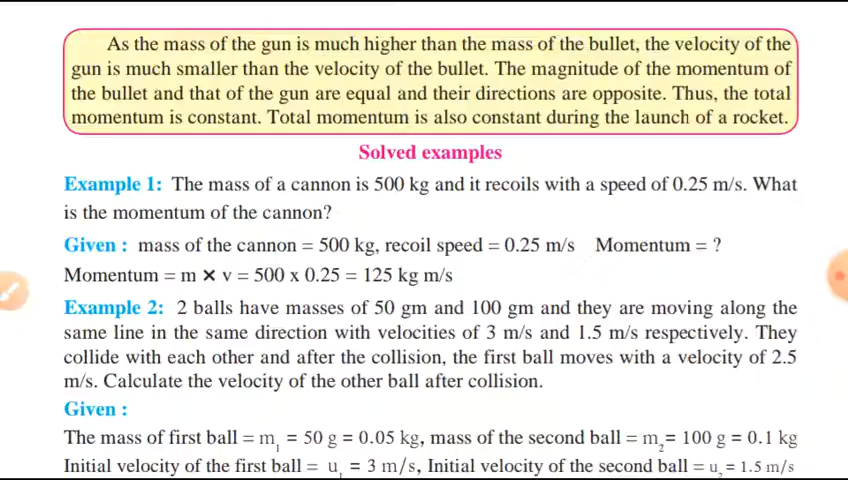 As the mass of the gun is much higher than the mass of the bullet, the velocity of the
gun is much smaller than the velocity of the bullet. The magnitude of the momentum of
the bullet and that of the gun are equal and their directions are opposite. Thus, the total
momentum is constant. Total momentum is also constant during the launch of a rocket.
Solved examples
Example 1: The mass of a cannon is 500 kg and it recoils with a speed of 0.25 m/s. What
is the momentum of the cannon?
Given : mass of the cannon = 500 kg, recoil speed = 0.25 m/s Momentum = ?
Momentum = m × v = 500 x 0.25 = 125 kg m/s
Example 2: 2 balls have masses of 50 gm and 100 gm and they are moving along the
same line in the same direction with velocities of 3 m/s and 1.5 m/s respectively. They
collide with each other and after the collision, the first ball moves with a velocity of 2.5
m/s. Calculate the velocity of the other ball after collision.
Given :
The mass of first ball = m₁ = 50 g = 0.05 kg, mass of the second ball = m₂= 100 g = 0.1 kg
Initial velocity of the first ball = u₁ = 3 m/s, Initial velocity of the second ball = u₂ = 1.5 m/s